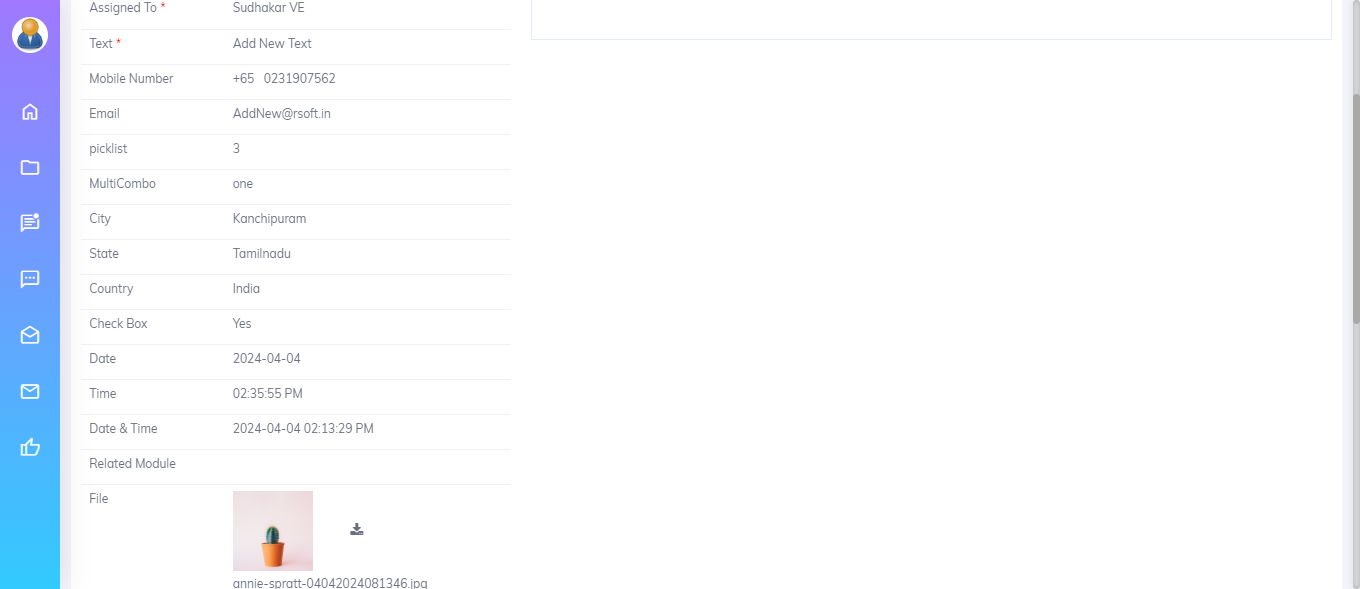 Assigned To * Sudhakar VE
Text * Add New Text
Mobile Number +65 0231907562
Email AddNew@rsoft.in
picklist 3
MultiCombo one
City Kanchipuram
State Tamilnadu
Country India
Check Box Yes
Date 2024-04-04
Time 02:35:55 PM
Date & Time 2024-04-04 02:13:29 PM
Related Module
File
annie-spratt-04042024081346.jpg